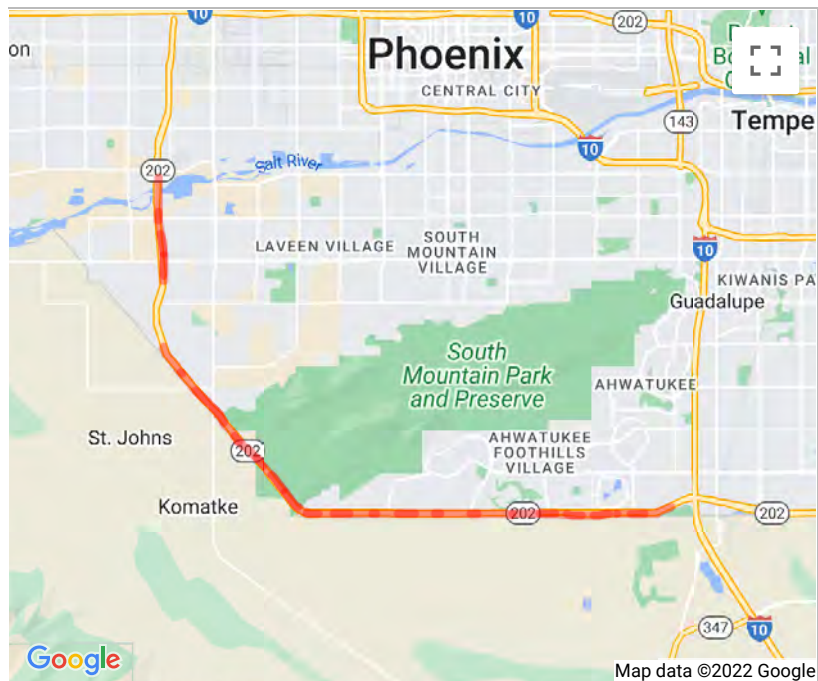 10
10
202
on
Phoenix
CENTRAL CITY
143
Tempe
10
202
Salt River
LAVEEN VILLAGE
SOUTH
MOUNTAIN
VILLAGE
10
KIWANIS PA
Guadalupe
South
Mountain Park
and Preserve
AHWATUKEE
St. Johns
202
AHWATUKEE
FOOTHILLS
VILLAGE
Komatke
202
202
347
10
Google
Map data ©2022 Google